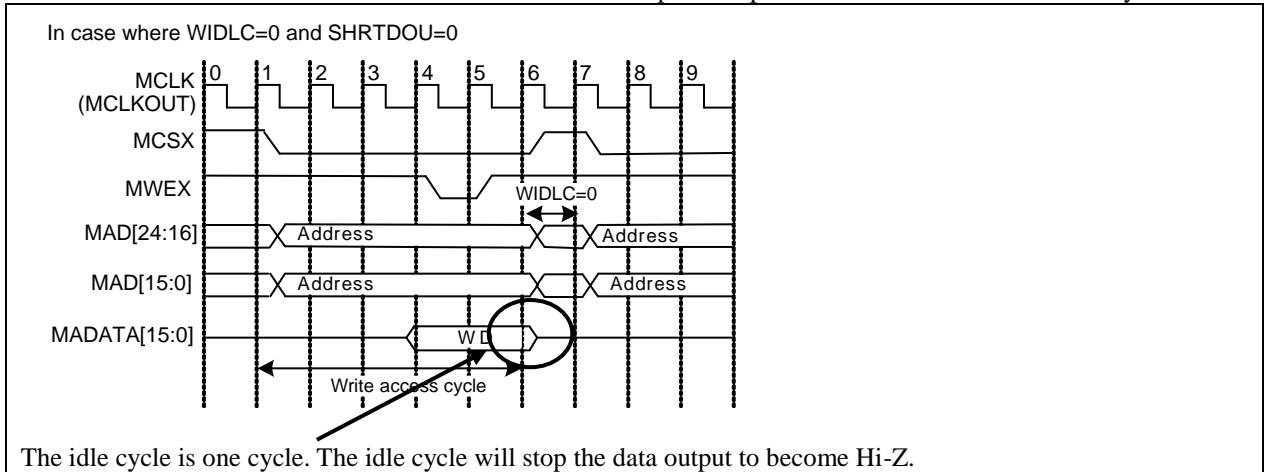 In case where WIDLC=0 and SHRTDOU=0
0 1 2 3 4 5 6 7 8 9
MCLK
(MCLKOUT)
MCSX
MWEX
WIDLC=0
MAD[24:16]
Address
Address
MAD[15:0]
Address
Address
MADATA[15:0]
WD
Write access cycle
The idle cycle is one cycle. The idle cycle will stop the data output to become Hi-Z.